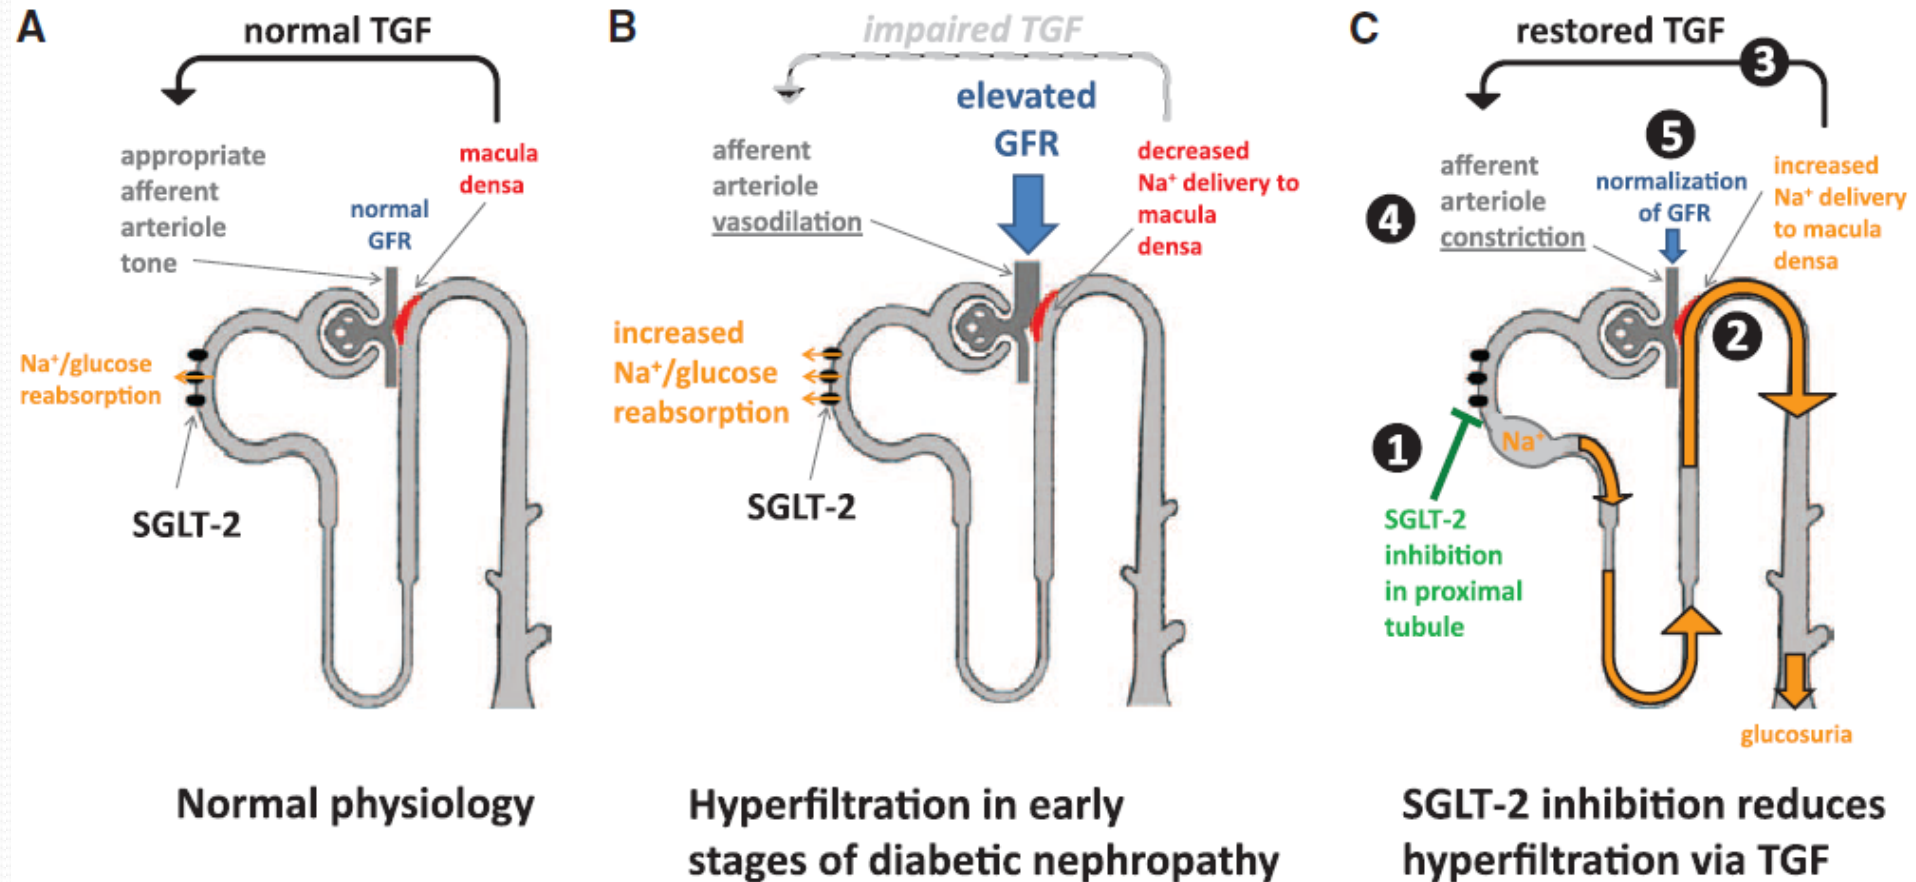 A
normal TGF
appropriate
afferent
arteriole
tone
normal
GFR
macula
densa
Na⁺/glucose
reabsorption
SGLT-2
Normal physiology
B
impaired TGF
elevated
GFR
afferent
arteriole
vasodilation
decreased
Na⁺ delivery to
macula
densa
increased
Na⁺/glucose
reabsorption
SGLT-2
Hyperfiltration in early
stages of diabetic nephropathy
C
restored TGF
3
5
afferent
arteriole
constriction
4
normalization
of GFR
increased
Na⁺ delivery
to macula
densa
2
1
Na⁺
SGLT-2
inhibition
in proximal
tubule
glucosuria
SGLT-2 inhibition reduces
hyperfiltration via TGF